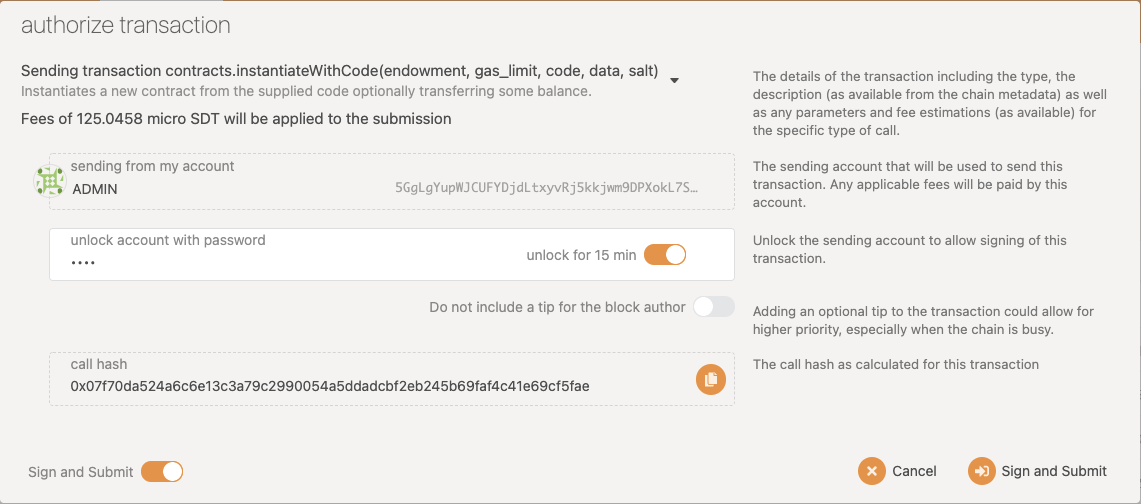 authorize transaction
Sending transaction contracts.instantiateWithCode(endowment, gas_limit, code, data, salt)
Instantiates a new contract from the supplied code optionally transferring some balance.
Fees of 125.0458 micro SDT will be applied to the submission
The details of the transaction including the type, the
description (as available from the chain metadata) as well
as any parameters and fee estimations (as available) for
the specific type of call.
sending from my account
ADMIN
5GgLgYupWJCUFYDjdLtxyvRj5kkjwm9DPXokL7S…
The sending account that will be used to send this
transaction. Any applicable fees will be paid by this
account.
unlock account with password
••••
unlock for 15 min
Unlock the sending account to allow signing of this
transaction.
Do not include a tip for the block author
Adding an optional tip to the transaction could allow for
higher priority, especially when the chain is busy.
call hash
0x07f70da524a6c6e13c3a79c2990054a5ddadcbf2eb245b69faf4c41e69cf5fae
The call hash as calculated for this transaction
Sign and Submit
Cancel
Sign and Submit